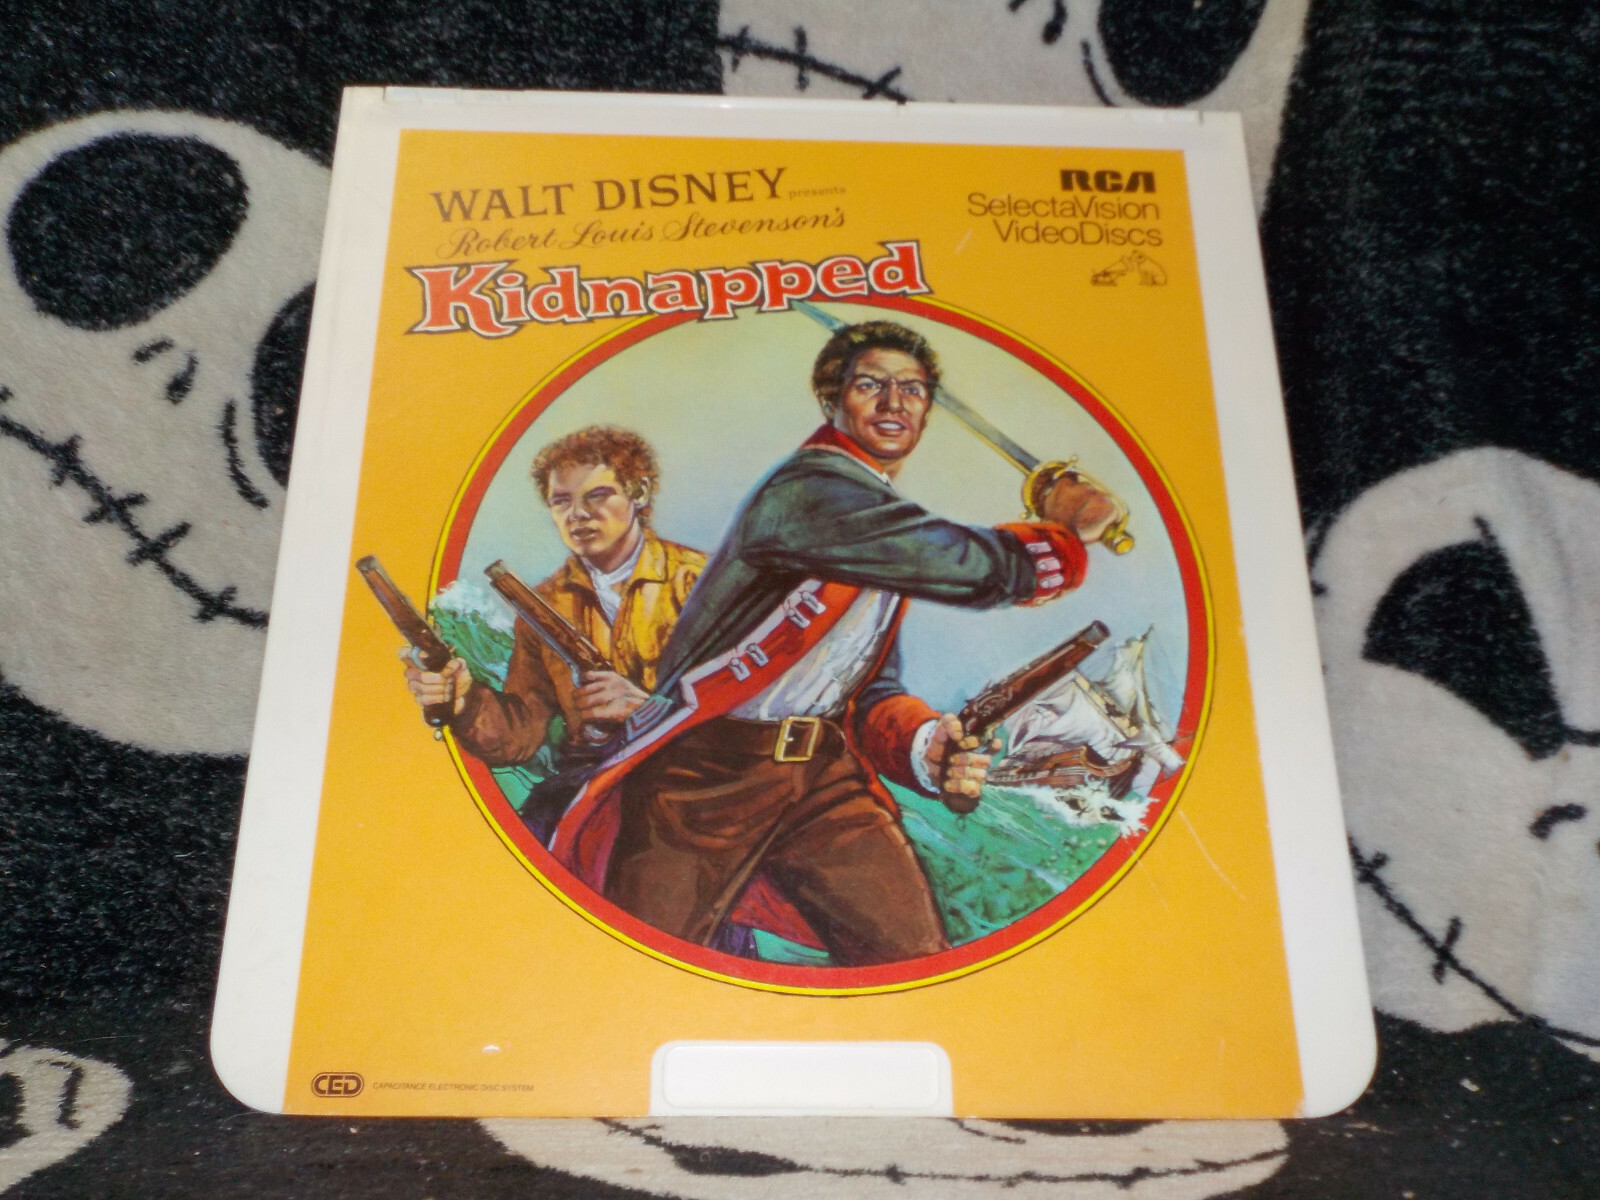 WALT DISNEY presents
Robert Louis Stevenson's
Kidnapped
RCA
SelectaVision
VideoDiscs
CED CAPACITANCE ELECTRONIC DISC SYSTEM